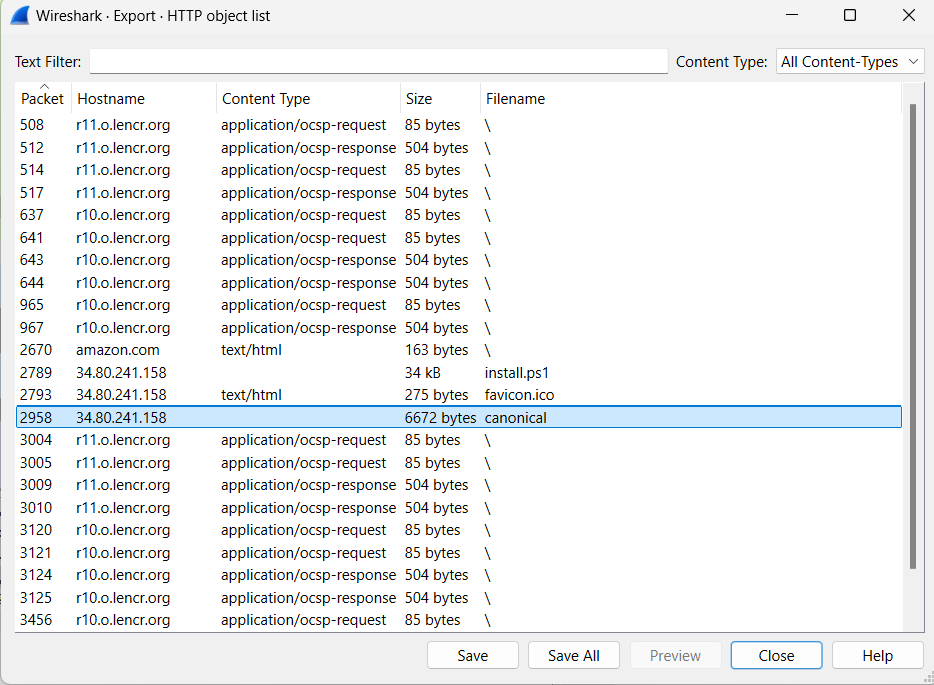 Wireshark · Export · HTTP object list
Text Filter: Content Type: All Content-Types
Packet Hostname Content Type Size Filename
508 r11.o.lencr.org application/ocsp-request 85 bytes \
512 r11.o.lencr.org application/ocsp-response 504 bytes \
514 r11.o.lencr.org application/ocsp-request 85 bytes \
517 r11.o.lencr.org application/ocsp-response 504 bytes \
637 r10.o.lencr.org application/ocsp-request 85 bytes \
641 r10.o.lencr.org application/ocsp-request 85 bytes \
643 r10.o.lencr.org application/ocsp-response 504 bytes \
644 r10.o.lencr.org application/ocsp-response 504 bytes \
965 r10.o.lencr.org application/ocsp-request 85 bytes \
967 r10.o.lencr.org application/ocsp-response 504 bytes \
2670 amazon.com text/html 163 bytes \
2789 34.80.241.158 34 kB install.ps1
2793 34.80.241.158 text/html 275 bytes favicon.ico
2958 34.80.241.158 6672 bytes canonical
3004 r11.o.lencr.org application/ocsp-request 85 bytes \
3005 r11.o.lencr.org application/ocsp-request 85 bytes \
3009 r11.o.lencr.org application/ocsp-response 504 bytes \
3010 r11.o.lencr.org application/ocsp-response 504 bytes \
3120 r10.o.lencr.org application/ocsp-request 85 bytes \
3121 r10.o.lencr.org application/ocsp-request 85 bytes \
3124 r10.o.lencr.org application/ocsp-response 504 bytes \
3125 r10.o.lencr.org application/ocsp-response 504 bytes \
3456 r10.o.lencr.org application/ocsp-request 85 bytes \
Save Save All Preview Close Help